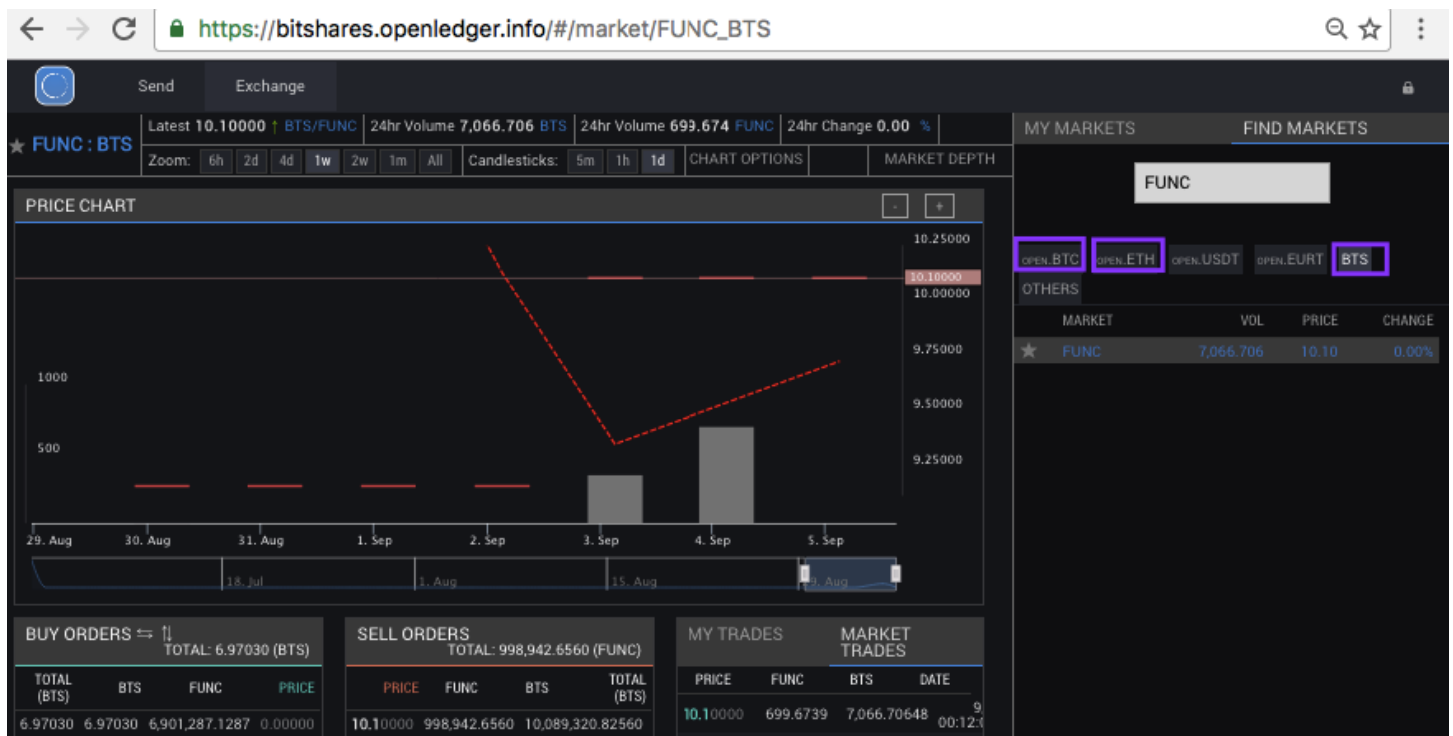 https://bitshares.openledger.info/#/market/FUNC_BTS
Send Exchange
FUNC : BTS
Latest 10.10000 ↑ BTS/FUNC 24hr Volume 7,066.706 BTS 24hr Volume 699.674 FUNC 24hr Change 0.00 %
Zoom: 6h 2d 4d 1w 2w 1m All Candlesticks: 5m 1h 1d CHART OPTIONS MARKET DEPTH
PRICE CHART - +
10.25000
10.10000
10.00000
9.75000
9.50000
9.25000
1000
500
29. Aug 30. Aug 31. Aug 1. Sep 2. Sep 3. Sep 4. Sep 5. Sep
18. Jul 1. Aug 15. Aug 9. Aug
BUY ORDERS
TOTAL: 6.97030 (BTS)
TOTAL (BTS) BTS FUNC PRICE
6.97030 6.97030 6,901,287.1287 0.00000
SELL ORDERS
TOTAL: 998,942.6560 (FUNC)
PRICE FUNC BTS TOTAL (BTS)
10.10000 998,942.6560 10,089,320.82560
MY TRADES MARKET TRADES
PRICE FUNC BTS DATE
10.10000 699.6739 7,066.70648 9 00:12:
MY MARKETS FIND MARKETS
FUNC
OPEN.BTC OPEN.ETH OPEN.USDT OPEN.EURT BTS
OTHERS
MARKET VOL PRICE CHANGE
FUNC 7,066.706 10.10 0.00%